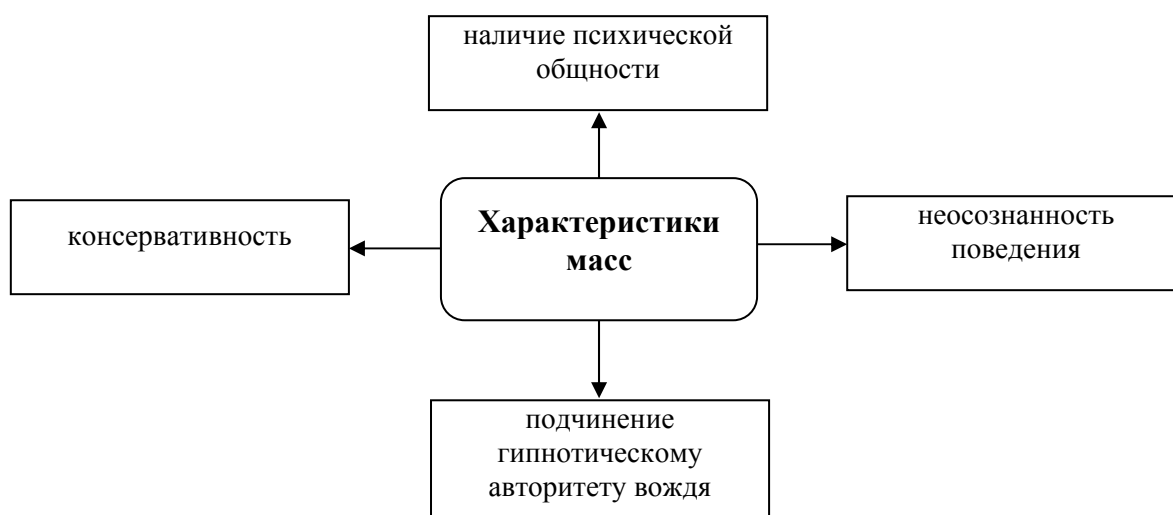 наличие психической
общности
консервативность
Характеристики
масс
неосознанность
поведения
подчинение
гипнотическому
авторитету вождя